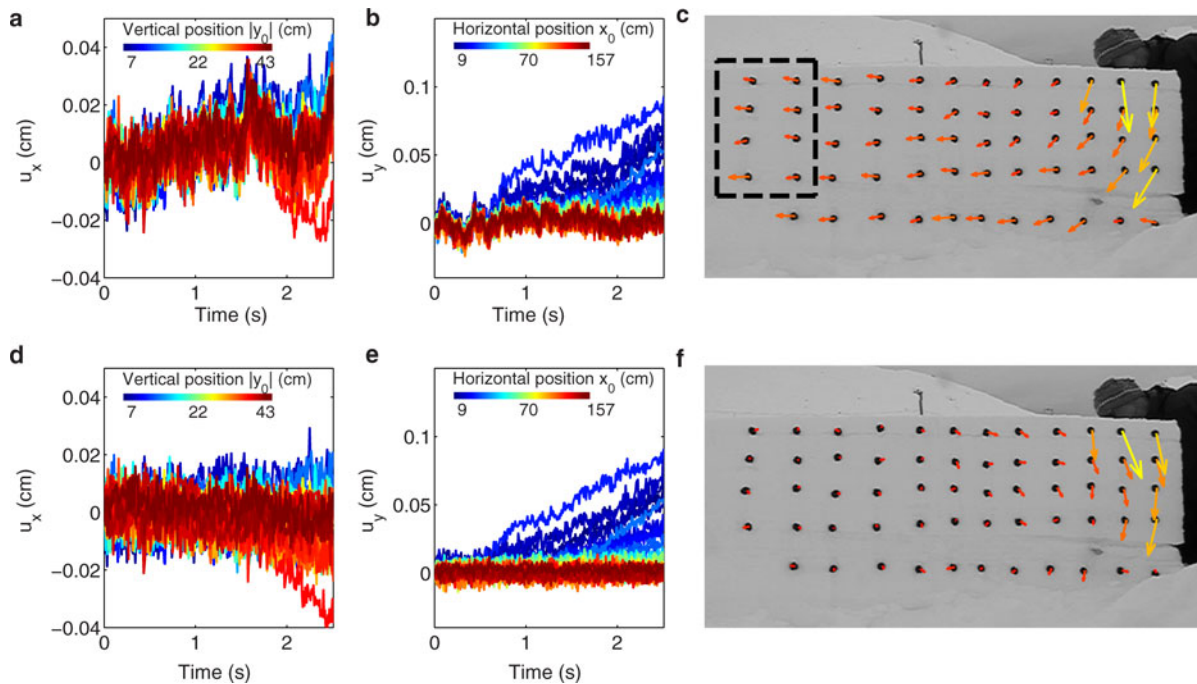 a
Vertical position |y0| (cm)
7 22 43
0.04
0.02
0
−0.02
−0.04
ux (cm)
0 1 2
Time (s)
b
Horizontal position x0 (cm)
9 70 157
0.1
0.05
0
uy (cm)
0 1 2
Time (s)
c
d
Vertical position |y0| (cm)
7 22 43
0.04
0.02
0
−0.02
−0.04
ux (cm)
0 1 2
Time (s)
e
Horizontal position x0 (cm)
9 70 157
0.1
0.05
0
uy (cm)
0 1 2
Time (s)
f